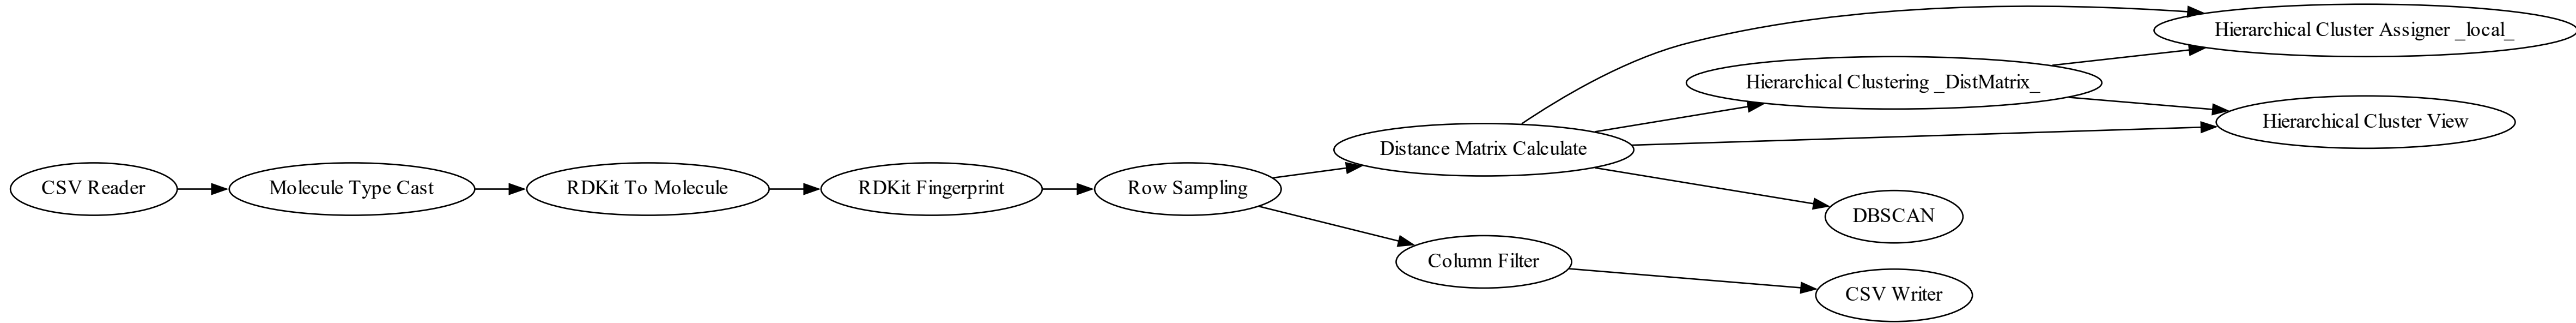 CSV Reader
Molecule Type Cast
RDKit To Molecule
RDKit Fingerprint
Row Sampling
Distance Matrix Calculate
Column Filter
Hierarchical Clustering _DistMatrix_
DBSCAN
CSV Writer
Hierarchical Cluster Assigner _local_
Hierarchical Cluster View